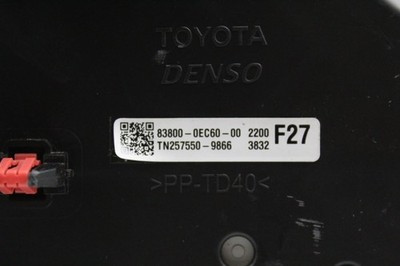 TOYOTA
DENSO
83800-0EC60-00 2200 F27
TN257550-9866 3832
>PP-TD40<